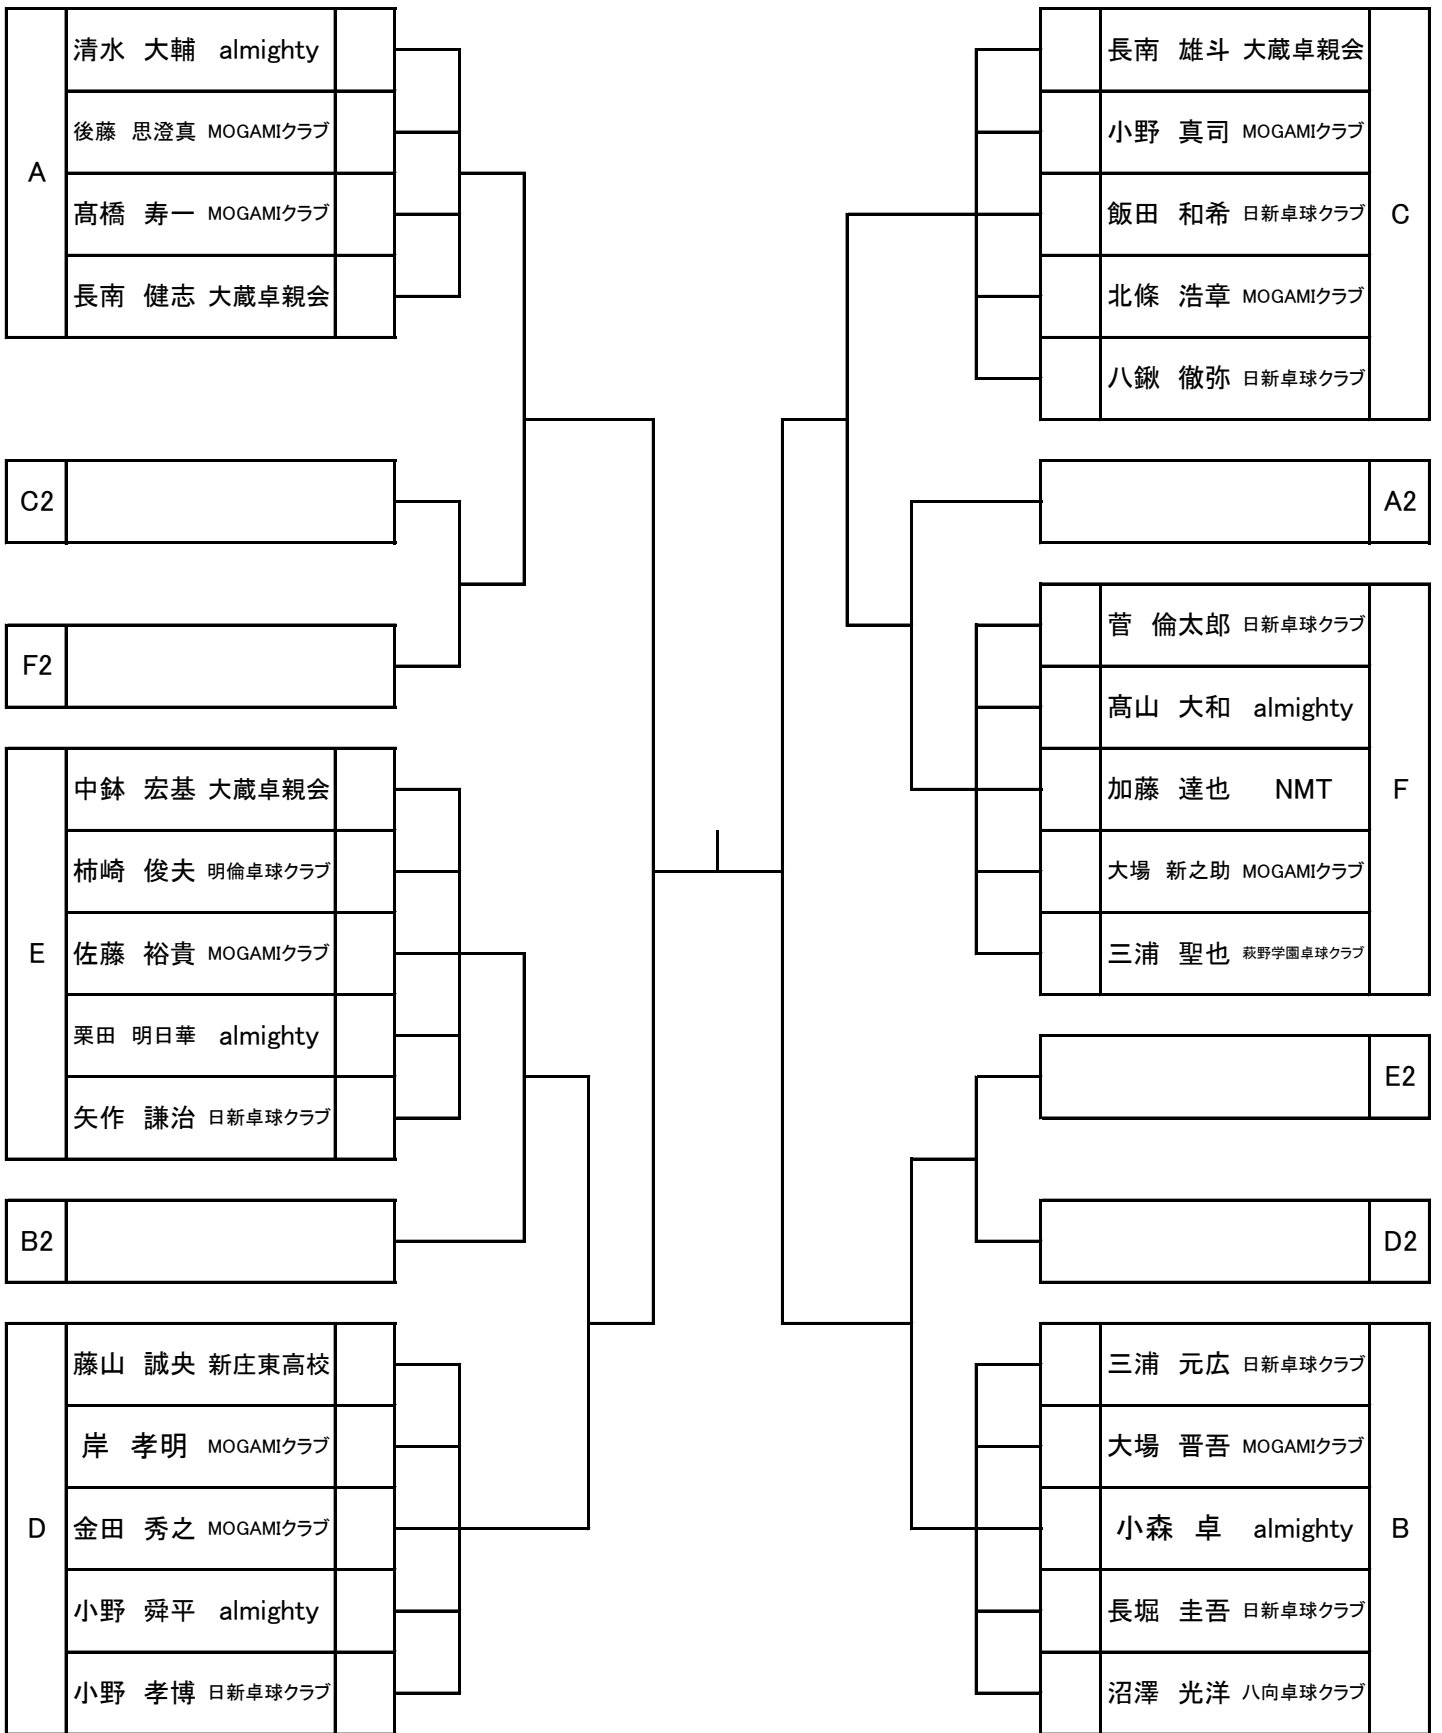 A
清水 大輔 almighty
後藤 思澄真 MOGAMIクラブ
髙橋 寿一 MOGAMIクラブ
長南 健志 大蔵卓親会
C2
F2
E
中鉢 宏基 大蔵卓親会
柿崎 俊夫 明倫卓球クラブ
佐藤 裕貴 MOGAMIクラブ
栗田 明日華 almighty
矢作 謙治 日新卓球クラブ
B2
D
藤山 誠央 新庄東高校
岸 孝明 MOGAMIクラブ
金田 秀之 MOGAMIクラブ
小野 舜平 almighty
小野 孝博 日新卓球クラブ
長南 雄斗 大蔵卓親会
小野 真司 MOGAMIクラブ
飯田 和希 日新卓球クラブ
北條 浩章 MOGAMIクラブ
八鍬 徹弥 日新卓球クラブ
C
A2
菅 倫太郎 日新卓球クラブ
髙山 大和 almighty
加藤 達也 NMT
大場 新之助 MOGAMIクラブ
三浦 聖也 萩野学園卓球クラブ
F
E2
D2
三浦 元広 日新卓球クラブ
大場 晋吾 MOGAMIクラブ
小森 卓 almighty
長堀 圭吾 日新卓球クラブ
沼澤 光洋 八向卓球クラブ
B